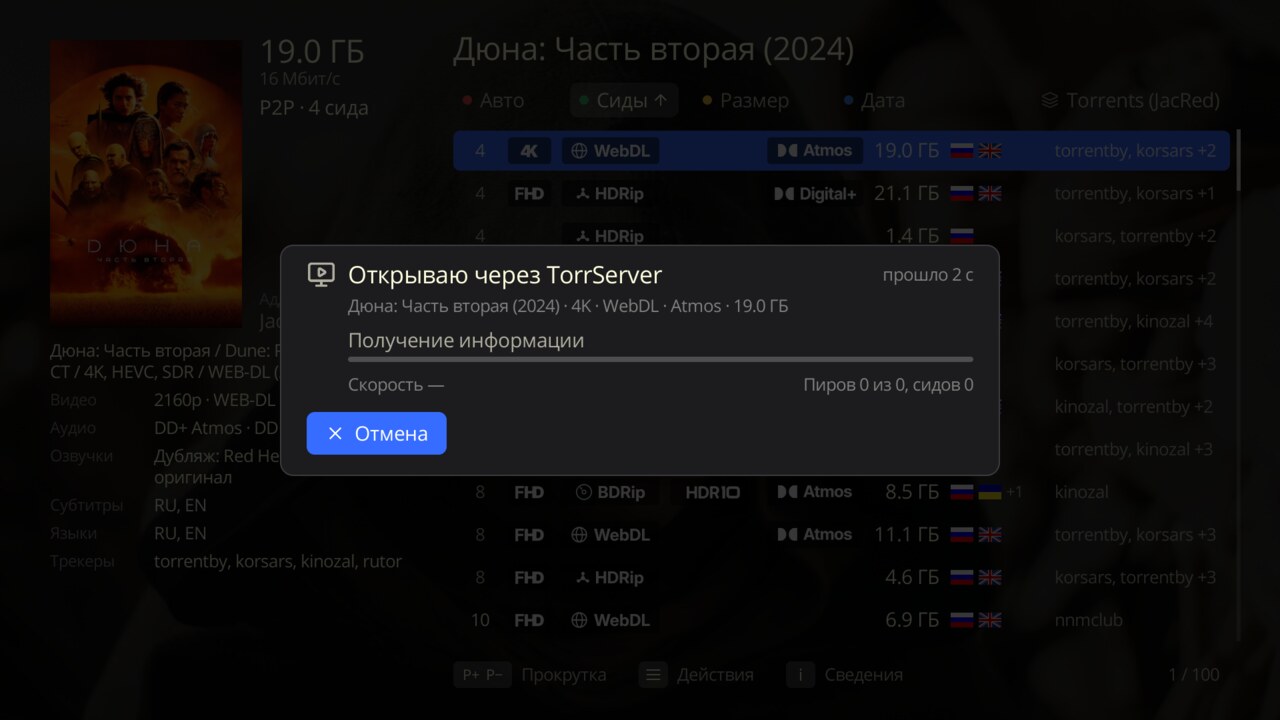 19.0 ГБ
16 Мбит/с
P2P · 4 сида
ДЮНА
ЧАСТЬ ВТОРАЯ
Дюна: Часть вторая (2024)
Авто
Сиды ↑
Размер
Дата
Torrents (JacRed)
4 4K WebDL Atmos 19.0 ГБ torrentby, korsars +2
4 FHD HDRip Digital+ 21.1 ГБ torrentby, korsars +1
4 HDRip 1.4 ГБ korsars, torrentby +2
torrentby, korsars +2
torrentby, kinozal +4
korsars, torrentby +3
kinozal, torrentby +2
torrentby, kinozal +3
8 FHD BDRip HDR10 Atmos 8.5 ГБ +1 kinozal
8 FHD WebDL Atmos 11.1 ГБ torrentby, korsars +3
8 FHD HDRip 4.6 ГБ korsars, torrentby +3
10 FHD WebDL 6.9 ГБ nnmclub
Открываю через TorrServer
прошло 2 с
Дюна: Часть вторая (2024) · 4K · WebDL · Atmos · 19.0 ГБ
Получение информации
Скорость —
Пиров 0 из 0, сидов 0
Отмена
Дюна: Часть вторая / Dune:
СТ / 4K, HEVC, SDR / WEB-DL
Видео 2160p · WEB-DL
Аудио DD+ Atmos · DD
Озвучки Дубляж: Red He
оригинал
Субтитры RU, EN
Языки RU, EN
Трекеры torrentby, korsars, kinozal, rutor
P+ P− Прокрутка
Действия
i Сведения
1 / 100